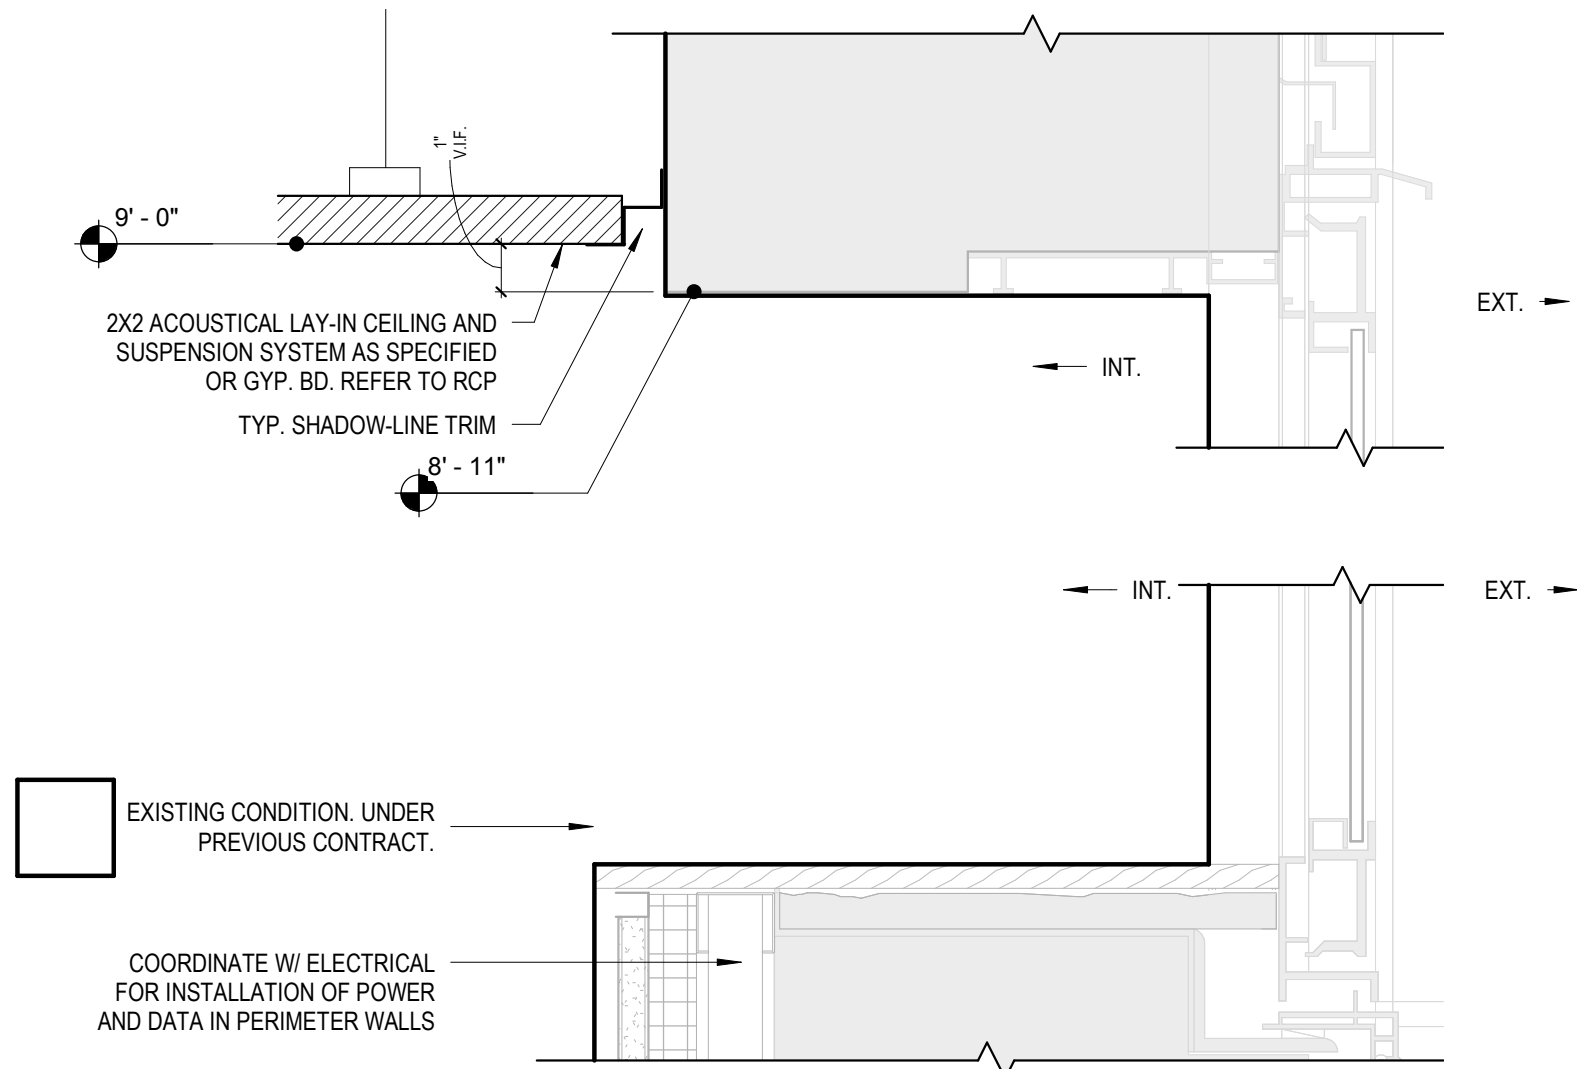 1"
V.I.F.
9' - 0"
2X2 ACOUSTICAL LAY-IN CEILING AND
SUSPENSION SYSTEM AS SPECIFIED
OR GYP. BD. REFER TO RCP
TYP. SHADOW-LINE TRIM
8' - 11"
EXT.
INT.
INT.
EXT.
EXISTING CONDITION. UNDER
PREVIOUS CONTRACT.
COORDINATE W/ ELECTRICAL
FOR INSTALLATION OF POWER
AND DATA IN PERIMETER WALLS